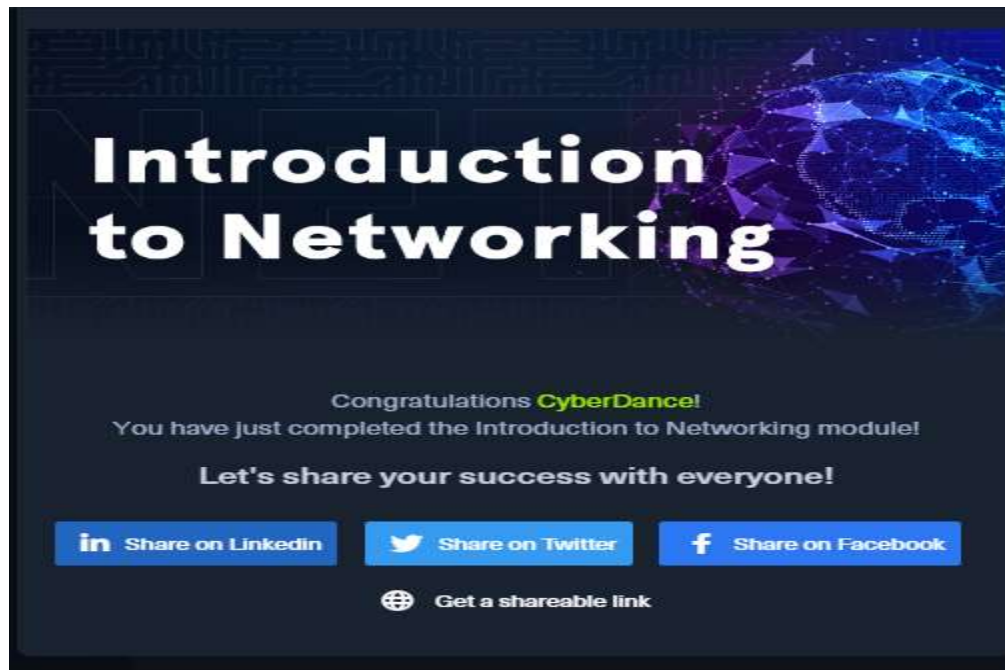 Introduction
to Networking
Congratulations CyberDance!
You have just completed the Introduction to Networking module!
Let's share your success with everyone!
in Share on Linkedin
Share on Twitter
f Share on Facebook
Get a shareable link